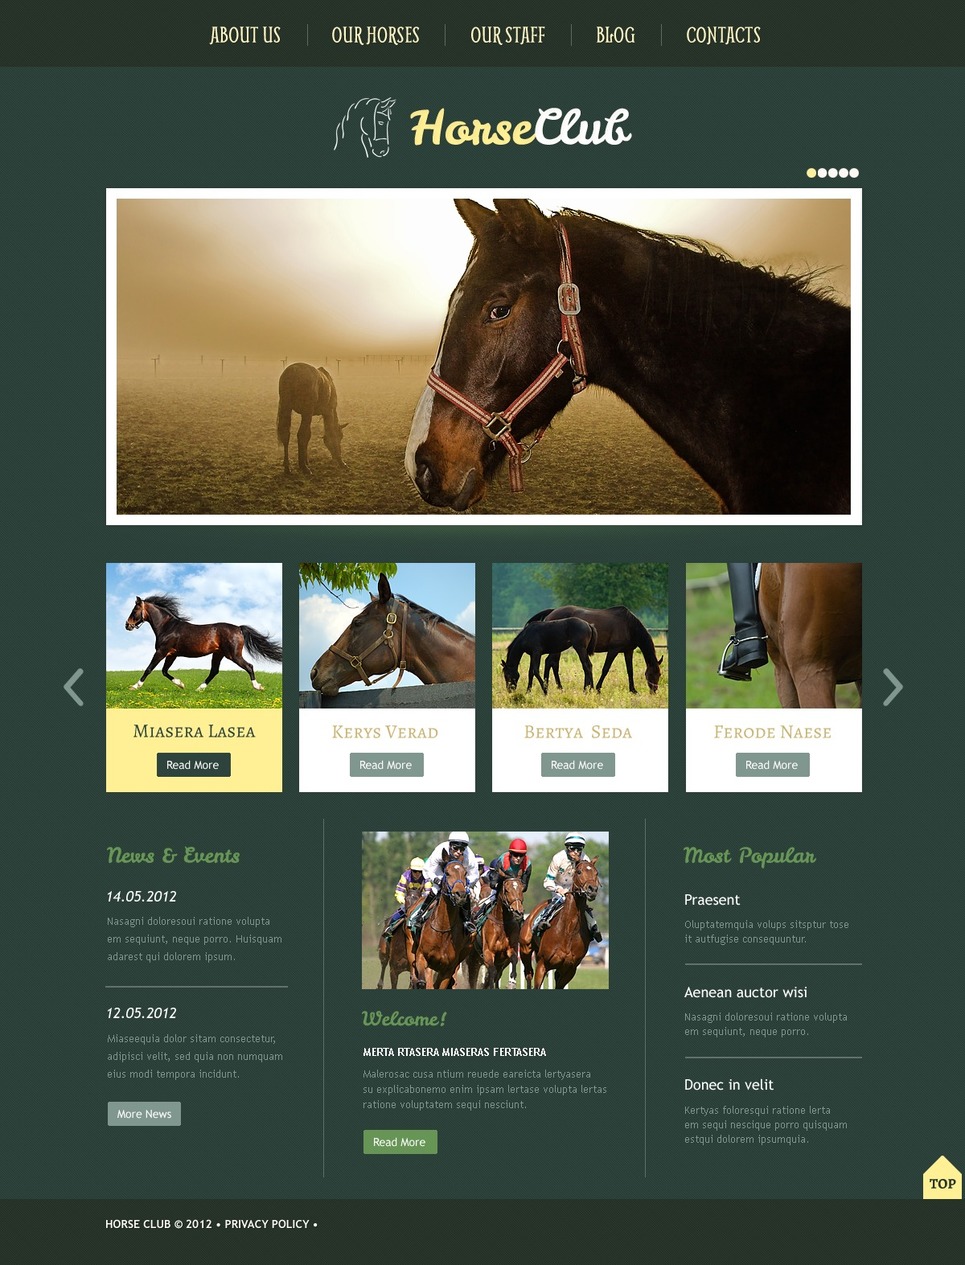 ABOUT US
OUR HORSES
OUR STAFF
BLOG
CONTACTS
HorseClub
Miasera Lasea
Kerys Verad
Bertya Seda
Ferode Naese
Read More
Read More
Read More
Read More
News & Events
14.05.2012
Nasagni doloresoui ratione volupta
em sequiunt, neque porro. Huisquam
adarest qui dolorem ipsum.
12.05.2012
Miaseequia dolor sitam consectetur,
adipisci velit, sed quia non numquam
eius modi tempora incidunt.
More News
Welcome!
MERTA RTASERA MIASERAS FERTASERA
Malerosac cusa ntium reuede eareicta lertyasera
su explicabonemo enim ipsam lertase volupta lertas
ratione voluptatem sequi nesciunt.
Read More
Most Popular
Praesent
Oluptatemquia volups sitsptur tose
it autfugise consequuntur.
Aenean auctor wisi
Nasagni doloresoui ratione volupta
em sequiunt, neque porro.
Donec in velit
Kertyas foloresqui ratione lerta
em sequi nescique porro quisquam
estqui dolorem ipsumquia.
TOP
HORSE CLUB © 2012 • PRIVACY POLICY •